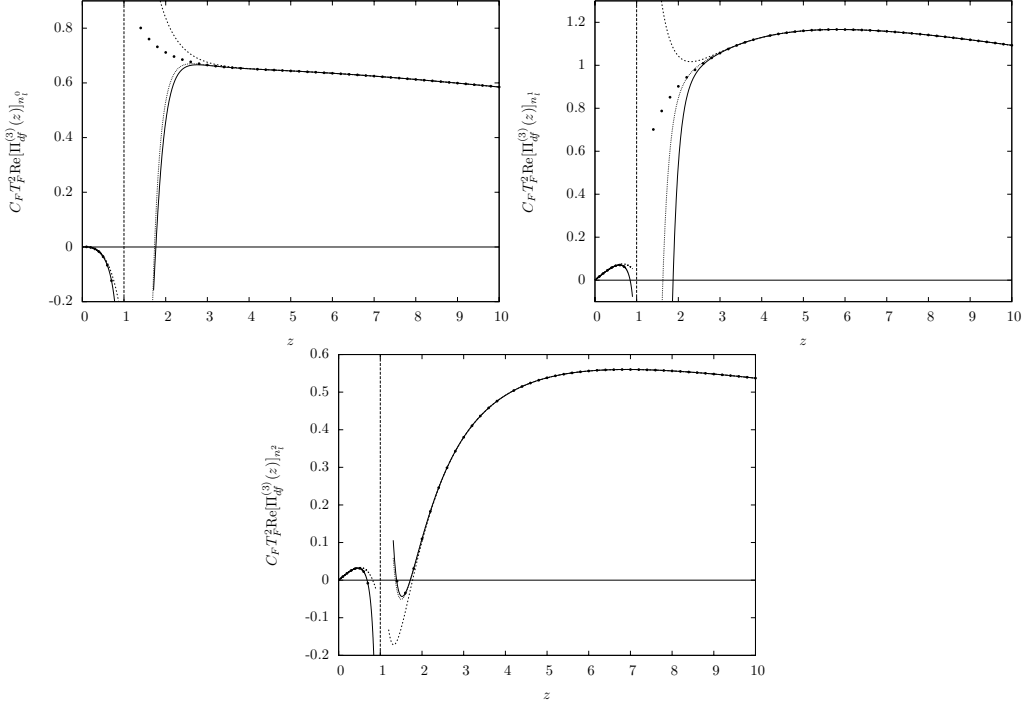 C_F T_F^2 Re[Π_{df}^{(3)}(z)]_{n_l^0}
0.8
0.6
0.4
0.2
0
-0.2
0 1 2 3 4 5 6 7 8 9 10
z
C_F T_F^2 Re[Π_{df}^{(3)}(z)]_{n_l^1}
1.2
1
0.8
0.6
0.4
0.2
0
0 1 2 3 4 5 6 7 8 9 10
z
C_F T_F^2 Re[Π_{df}^{(3)}(z)]_{n_l^2}
0.6
0.5
0.4
0.3
0.2
0.1
0
-0.1
-0.2
0 1 2 3 4 5 6 7 8 9 10
z